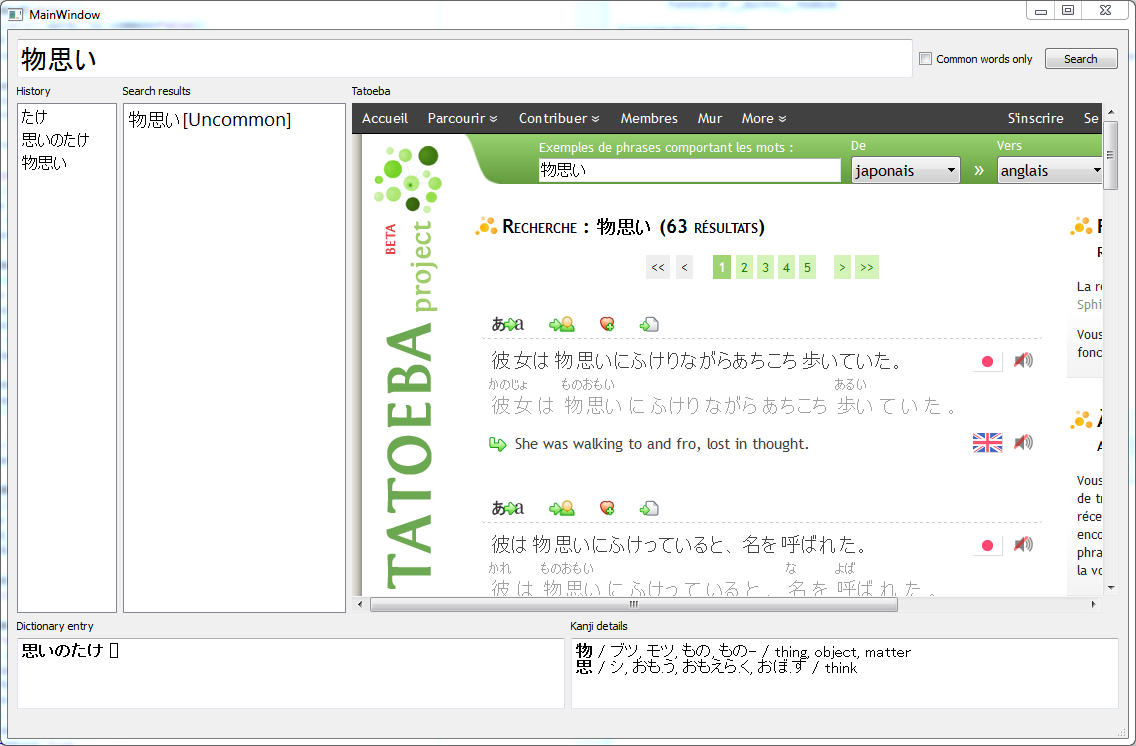 MainWindow
物思い
Common words only
Search
History
Search results
Tatoeba
たけ
思いのたけ
物思い
物思い [Uncommon]
Accueil Parcourir Contribuer Membres Mur More S'inscrire Se
Exemples de phrases comportant les mots :
De
Vers
物思い
japonais
»
anglais
BETA
TATOEBA project
Recherche : 物思い (63 résultats)
<< < 1 2 3 4 5 > >>
あa
彼女は物思いにふけりながらあちこち歩いていた。
かのじょ ものおもい あるい
彼女は物思いにふけりながらあちこち歩いていた。
She was walking to and fro, lost in thought.
あa
彼は物思いにふけっていると、名を呼ばれた。
かれ ものおもい な よば
彼は物思いにふけっていると、名を呼ばれた。
La re
Sphi
Vous
fonc
À
Vous
de tr
réce
enco
phra
la vo
Dictionary entry
思いのたけ
Kanji details
物 / ブツ, モツ, もの, もの- / thing, object, matter
思 / シ, おも.う, おもえら.く, おぼ.す / think